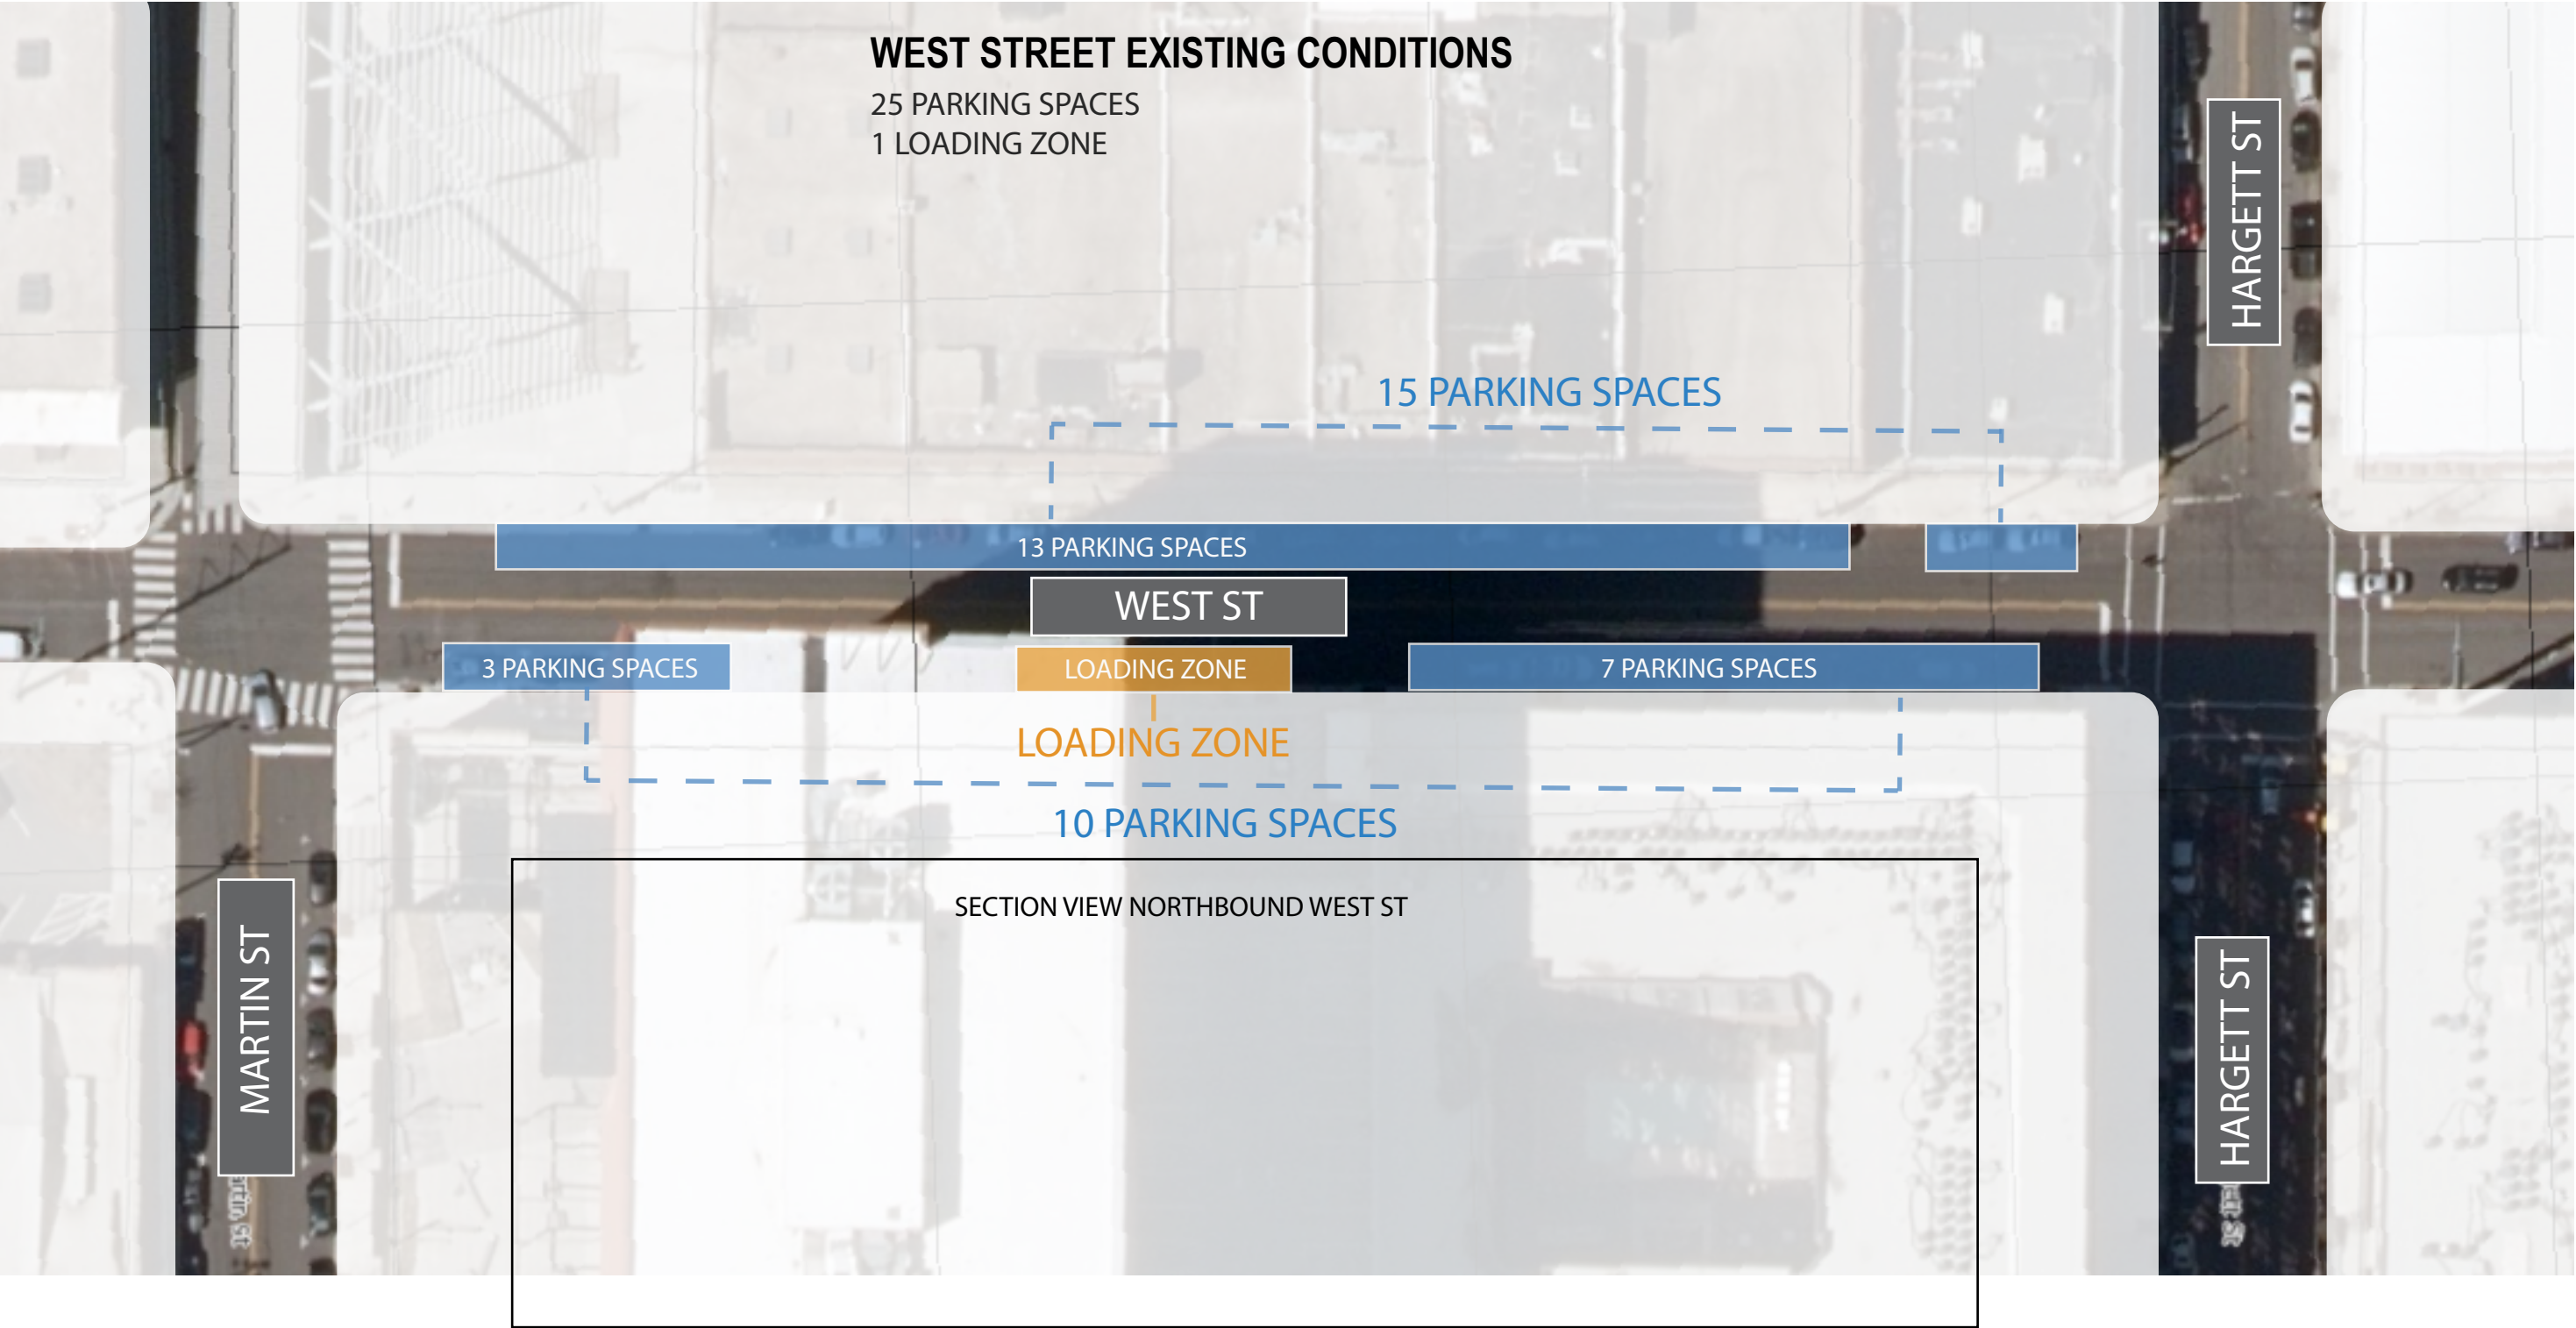 WEST STREET EXISTING CONDITIONS
25 PARKING SPACES
1 LOADING ZONE
HARGETT ST
15 PARKING SPACES
13 PARKING SPACES
WEST ST
3 PARKING SPACES
LOADING ZONE
7 PARKING SPACES
LOADING ZONE
10 PARKING SPACES
SECTION VIEW NORTHBOUND WEST ST
MARTIN ST
HARGETT ST